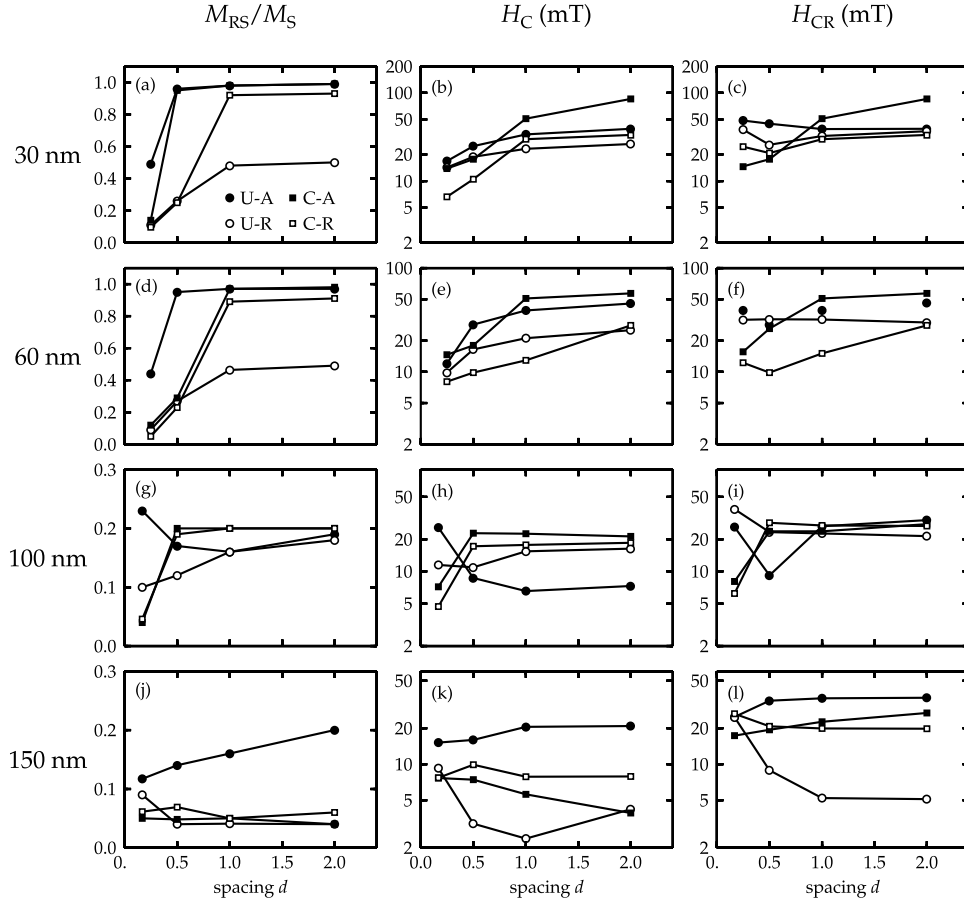 M_RS/M_S H_C (mT) H_CR (mT)
30 nm
(a) 1.0 0.8 0.6 0.4 0.2 0.0
U-A C-A
U-R C-R
(b) 200 100 50 20 10 5 2
(c) 200 100 50 20 10 5 2
60 nm
(d) 1.0 0.8 0.6 0.4 0.2 0.0
(e) 100 50 20 10 5 2
(f) 100 50 20 10 5 2
100 nm
(g) 0.3 0.2 0.1 0.0
(h) 50 20 10 5 2
(i) 50 20 10 5 2
150 nm
(j) 0.3 0.2 0.1 0.0
(k) 50 20 10 5 2
(l) 50 20 10 5 2
0. 0.5 1.0 2.0 0.0 0.5 1.0 2.0 0. 0.5 1.0 2.0
spacing d spacing d spacing d